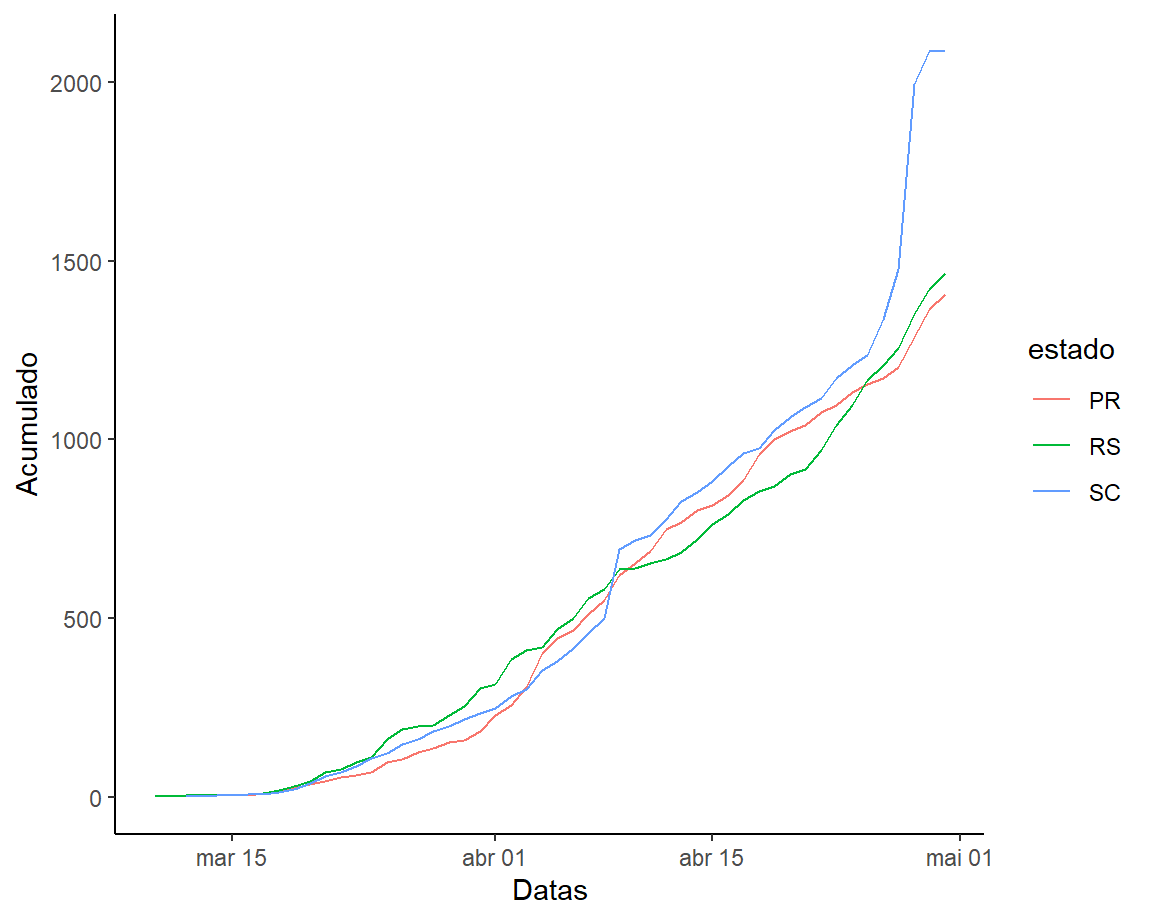 2000
1500
1000
500
0
Acumulado
mar 15
abr 01
abr 15
mai 01
Datas
estado
PR
RS
SC